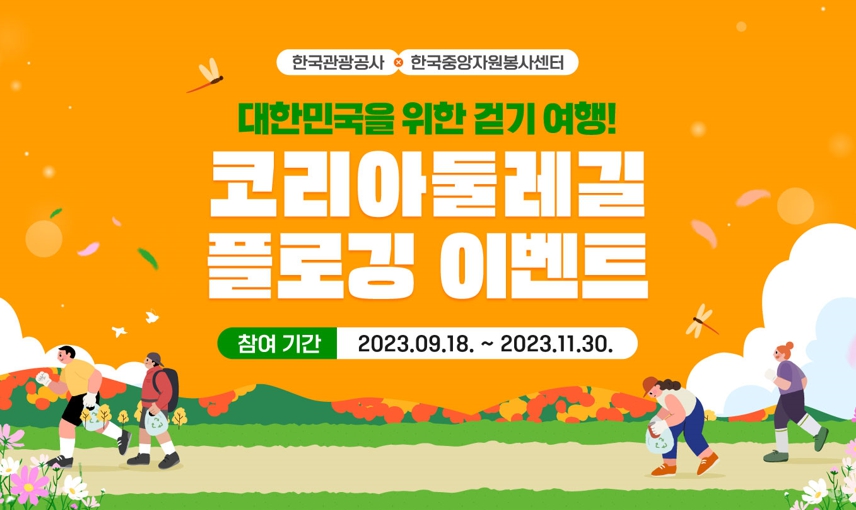 한국관광공사 × 한국중앙자원봉사센터
대한민국을 위한 걷기 여행!
코리아둘레길
플로깅 이벤트
참여 기간 2023.09.18. ~ 2023.11.30.